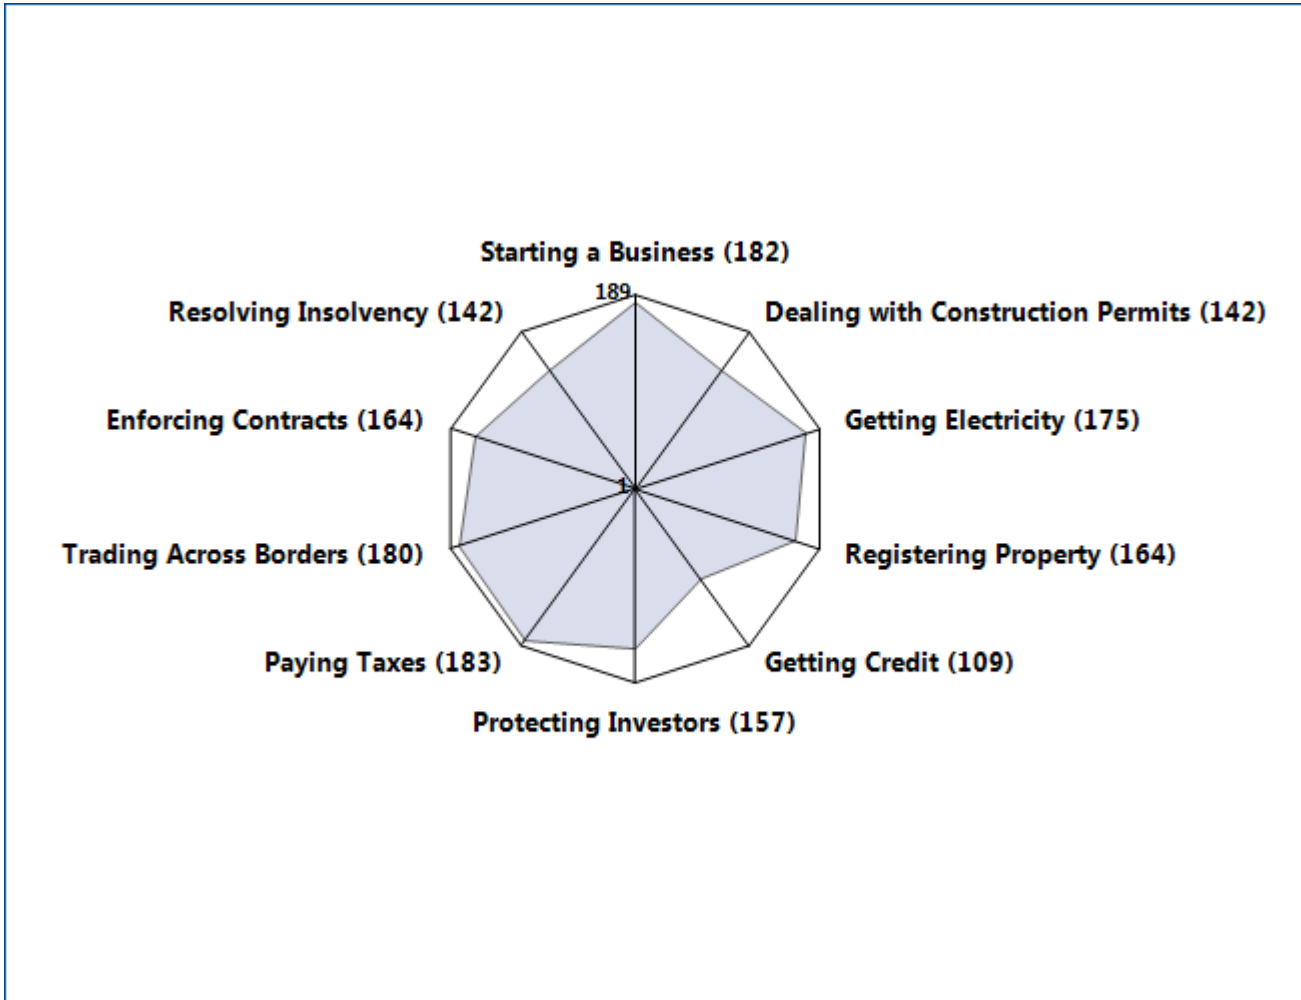 Starting a Business (182)
189
Resolving Insolvency (142)
Dealing with Construction Permits (142)
Enforcing Contracts (164)
Getting Electricity (175)
1
Trading Across Borders (180)
Registering Property (164)
Paying Taxes (183)
Getting Credit (109)
Protecting Investors (157)